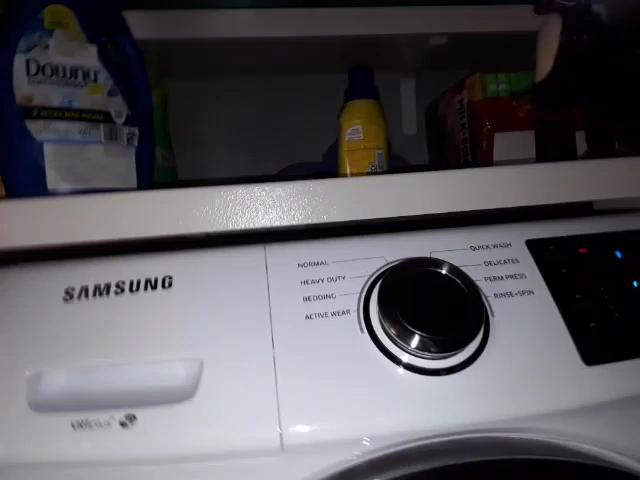 Downy
SAMSUNG
NORMAL
HEAVY DUTY
BEDDING
ACTIVE WEAR
QUICK WASH
DELICATES
PERM PRESS
RINSE+SPIN